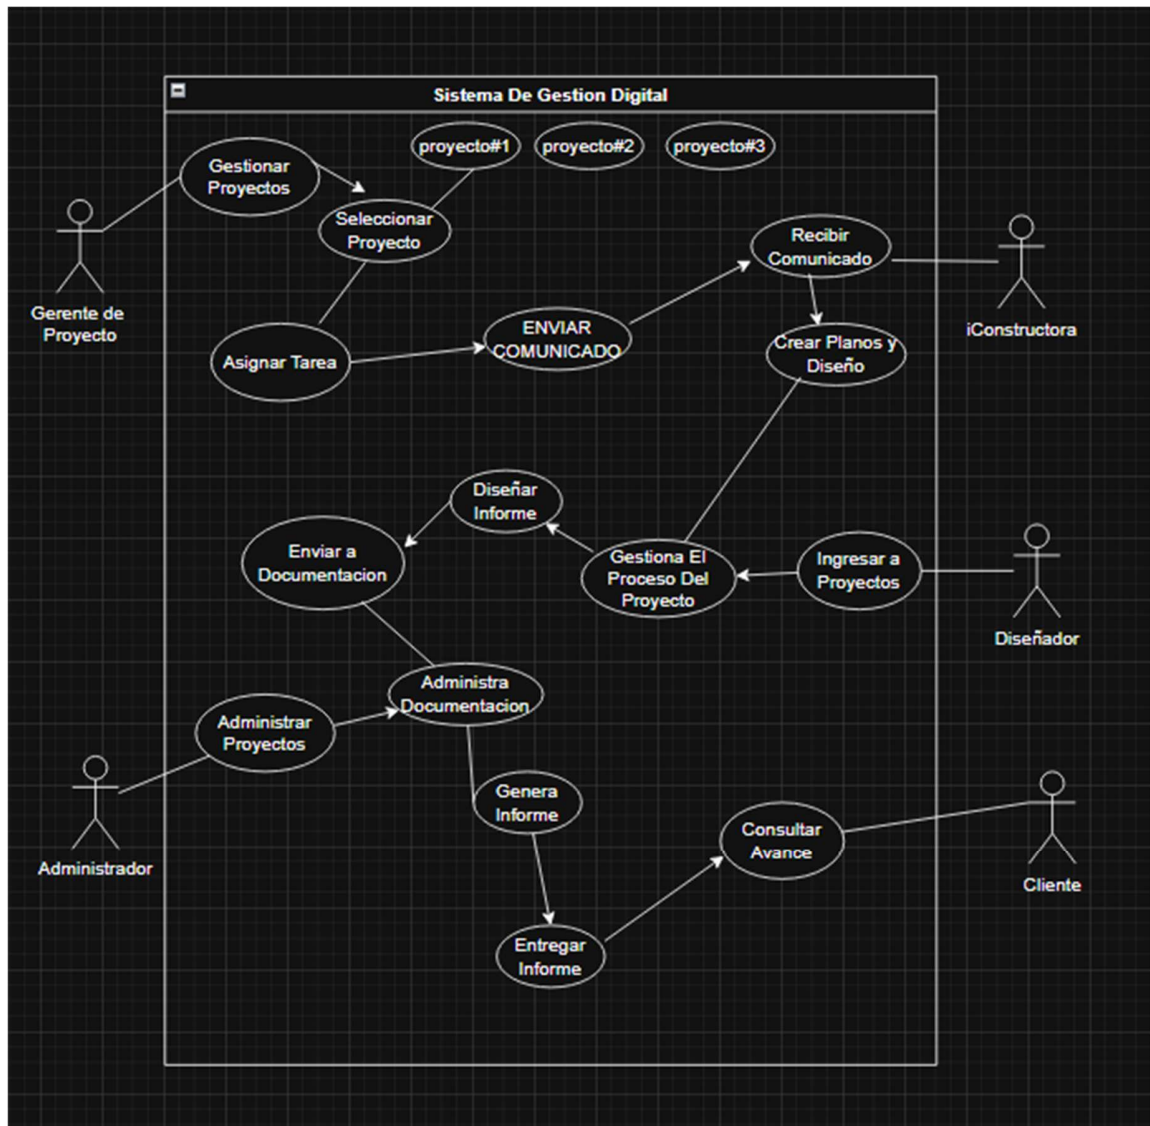 Sistema De Gestion Digital
proyecto#1
proyecto#2
proyecto#3
Gestionar
Proyectos
Seleccionar
Proyecto
Recibir
Comunicado
Gerente de
Proyecto
iConstructora
ENVIAR
COMUNICADO
Asignar Tarea
Crear Planos y
Diseño
Diseñar
Informe
Enviar a
Documentacion
Gestiona El
Proceso Del
Proyecto
Ingresar a
Proyectos
Diseñador
Administra
Documentacion
Administrar
Proyectos
Administrador
Genera
Informe
Consultar
Avance
Cliente
Entregar
Informe